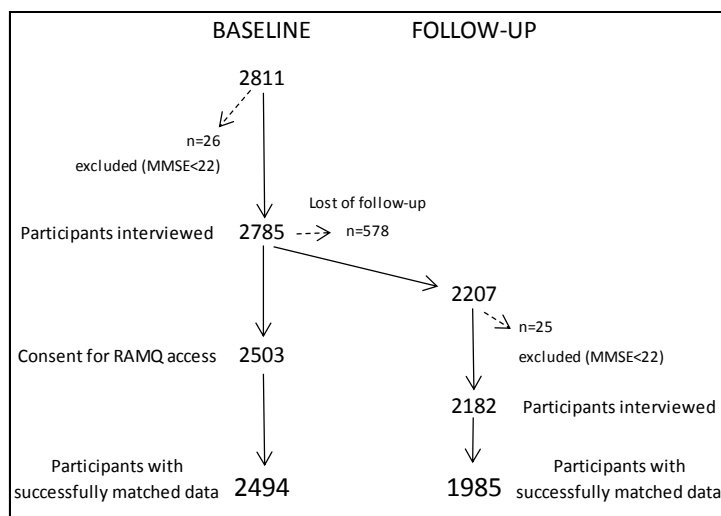 BASELINE
FOLLOW-UP
2811
n=26
excluded (MMSE<22)
Lost of follow-up
Participants interviewed
2785
n=578
2207
n=25
Consent for RAMQ access
2503
excluded (MMSE<22)
2182
Participants interviewed
Participants with
successfully matched data
2494
1985
Participants with
successfully matched data